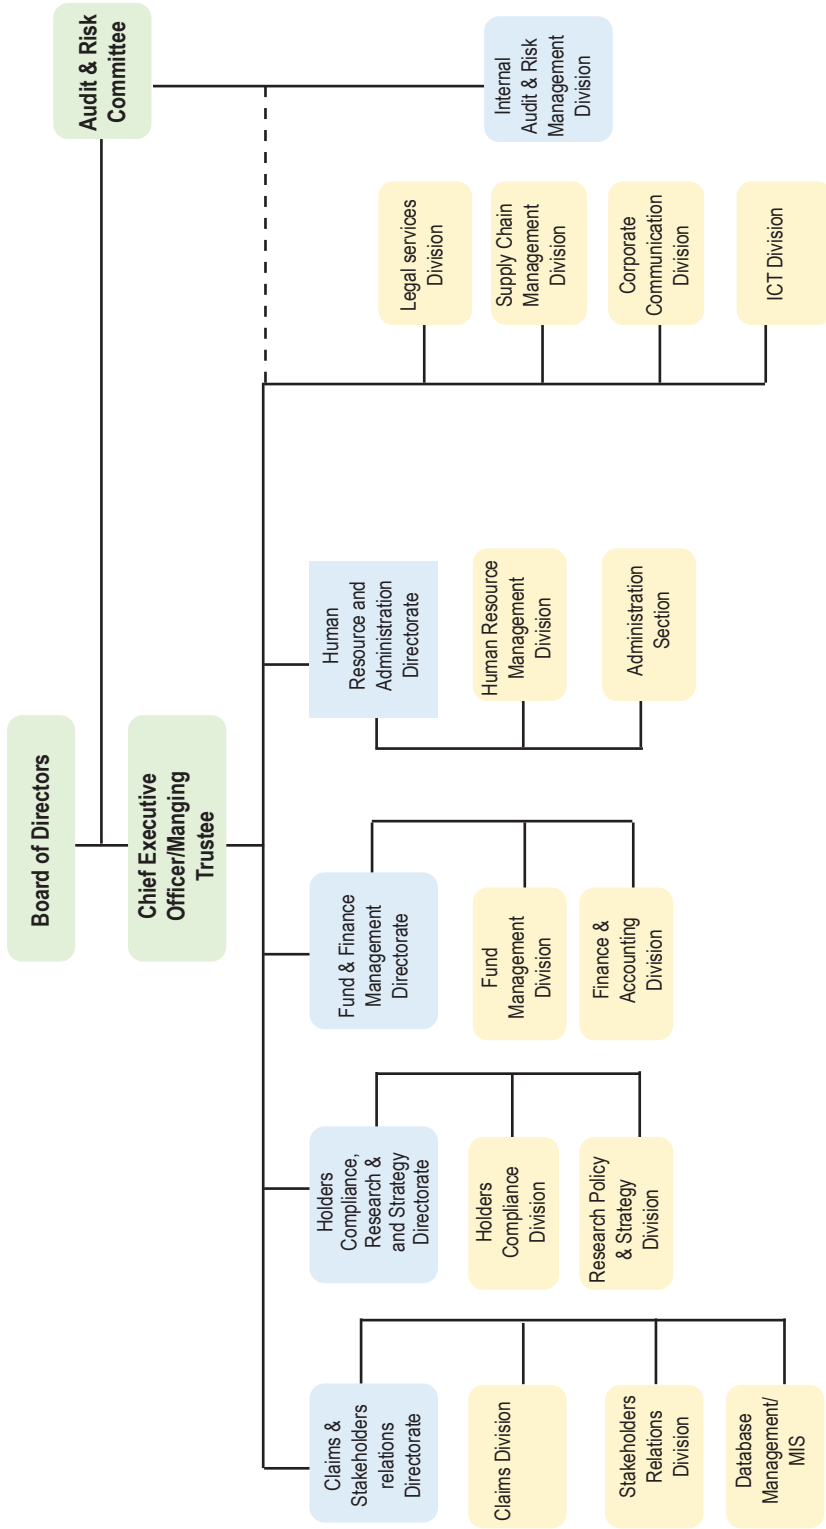 Board of Directors
Audit & Risk
Committee
Chief Executive
Officer/Manging
Trustee
Internal
Audit & Risk
Management
Division
Claims &
Stakeholders
relations
Directorate
Claims Division
Stakeholders
Relations
Division
Database
Management/
MIS
Holders
Compliance,
Research &
and Strategy
Directorate
Holders
Compliance
Division
Research Policy
& Strategy
Division
Fund & Finance
Management
Directorate
Fund
Management
Division
Finance &
Accounting
Division
Human
Resource and
Administration
Directorate
Human Resource
Management
Division
Administration
Section
Legal services
Division
Supply Chain
Management
Division
Corporate
Communication
Division
ICT Division